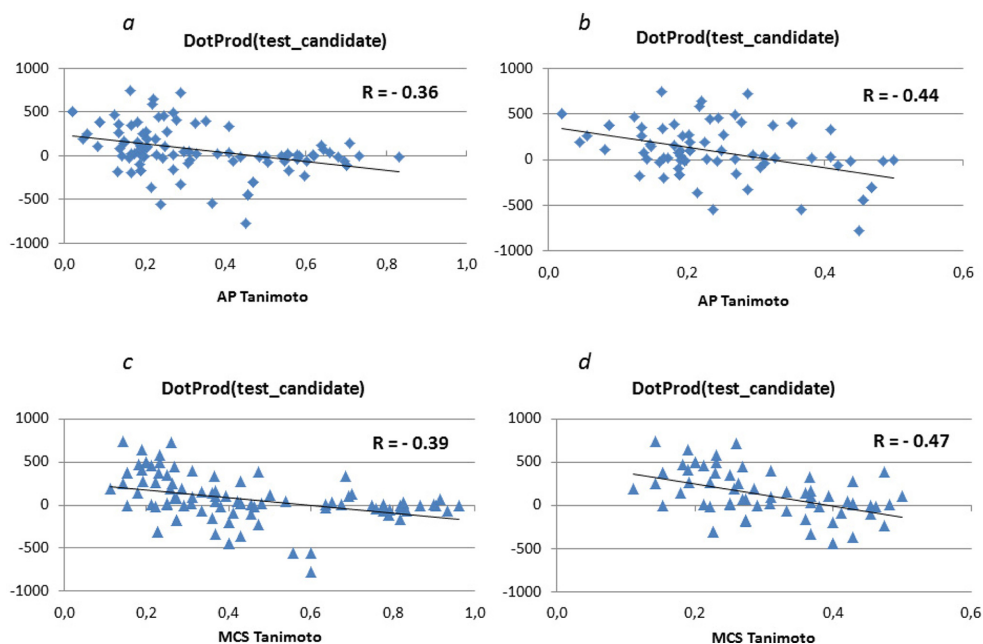 a
DotProd(test_candidate)
R = - 0.36
1000
500
0
-500
-1000
0,0 0,2 0,4 0,6 0,8 1,0
AP Tanimoto
b
DotProd(test_candidate)
R = - 0.44
1000
500
0
-500
-1000
0,0 0,2 0,4 0,6
AP Tanimoto
c
DotProd(test_candidate)
R = - 0.39
1000
500
0
-500
-1000
0,0 0,2 0,4 0,6 0,8 1,0
MCS Tanimoto
d
DotProd(test_candidate)
R = - 0.47
1000
500
0
-500
-1000
0,0 0,2 0,4 0,6
MCS Tanimoto